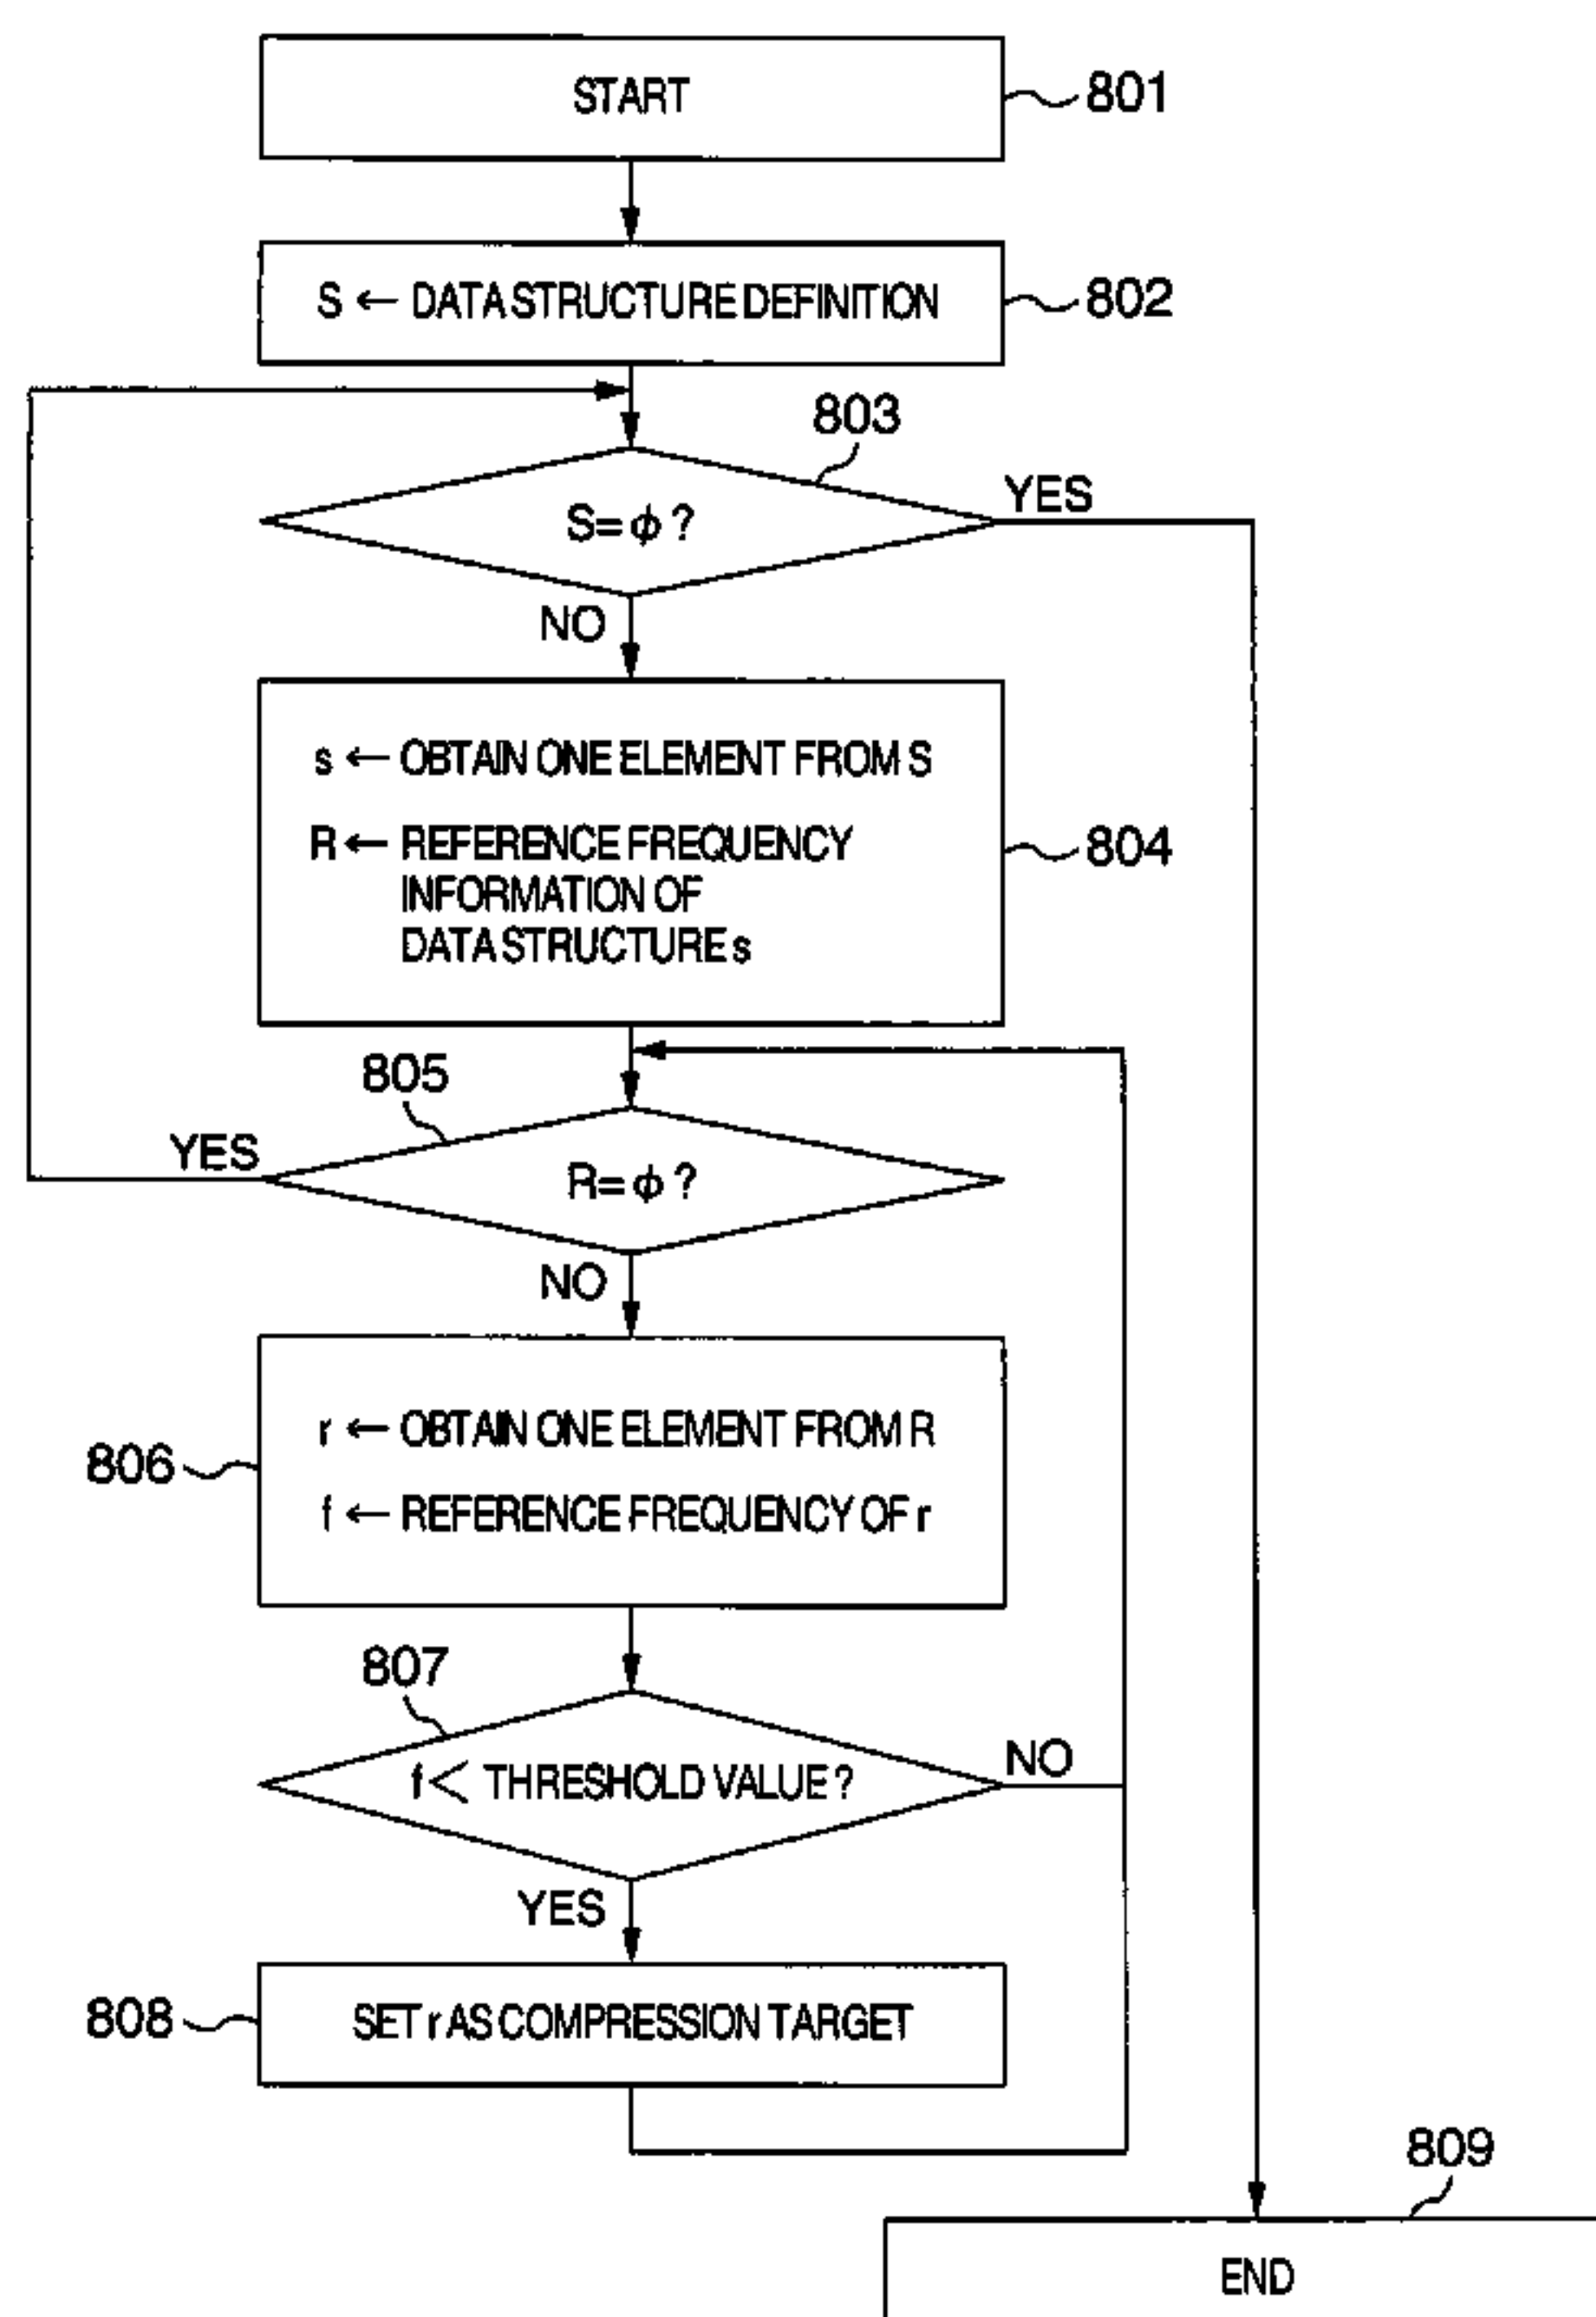 START
801
S ← DATA STRUCTURE DEFINITION
802
803
S=ϕ?
YES
NO
s ← OBTAIN ONE ELEMENT FROM S
R ← REFERENCE FREQUENCY
INFORMATION OF
DATA STRUCTURE s
804
805
YES
R=ϕ?
NO
r ← OBTAIN ONE ELEMENT FROM R
806
f ← REFERENCE FREQUENCY OF r
807
f < THRESHOLD VALUE?
NO
YES
808
SET r AS COMPRESSION TARGET
809
END